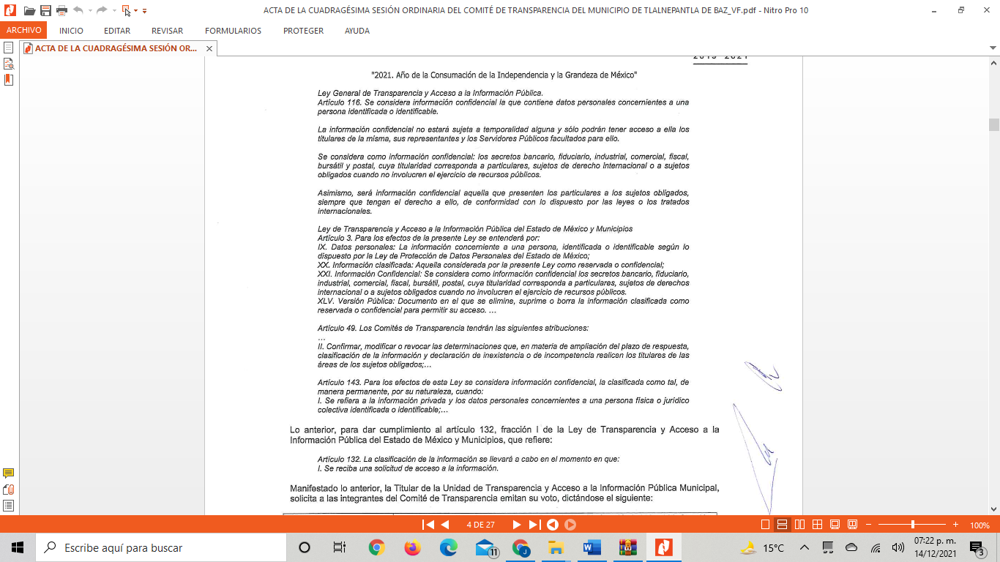 ACTA DE LA CUADRAGÉSIMA SESIÓN ORDINARIA DEL COMITÉ DE TRANSPARENCIA DEL MUNICIPIO DE TLALNEPANTLA DE BAZ_VF.pdf - Nitro Pro 10
ARCHIVO INICIO EDITAR REVISAR FORMULARIOS PROTEGER AYUDA
ACTA DE LA CUADRAGÉSIMA SESIÓN OR...
"2021. Año de la Consumación de la Independencia y la Grandeza de México"
Ley General de Transparencia y Acceso a la Información Pública.
Artículo 116. Se considera información confidencial la que contiene datos personales concernientes a una
persona Identificada o identificable.
La información confidencial no estará sujeta a temporalidad alguna y sólo podrán tener acceso a ella los
titulares de la misma, sus representantes y los Servidores Públicos facultados para ello.
Se considera como información confidencial: los secretos bancario, fiduciario, industrial, comercial, fiscal,
bursátil y postal, cuya titularidad corresponda a particulares, sujetos de derecho internacional o a sujetos
obligados cuando no involucren el ejercicio de recursos públicos.
Asimismo, será información confidencial aquella que presenten los particulares a los sujetos obligados,
siempre que tengan el derecho a ello, de conformidad con lo dispuesto por las leyes o los tratados
internacionales.
Ley de Transparencia y Acceso a la Información Pública del Estado de México y Municipios
Artículo 3. Para los efectos de la presente Ley se entenderá por:
IX. Datos personales: La información concerniente a una persona, identificada o identificable según lo
dispuesto por la Ley de Protección de Datos Personales del Estado de México;
XX. Información clasificada: Aquella considerada por la presente Ley como reservada o confidencial;
XXI. Información Confidencial: Se considera como información confidencial los secretos bancario, fiduciario,
industrial, comercial, fiscal, bursátil, postal, cuya titularidad corresponda a particulares, sujetos de derechos
internacional o a sujetos obligados cuando no involucren el ejercicio de recursos públicos.
XLV. Versión Pública: Documento en el que se elimine, suprime o borra la información clasificada como
reservada o confidencial para permitir su acceso. ...
Artículo 49. Los Comités de Transparencia tendrán las siguientes atribuciones:
...
II. Confirmar, modificar o revocar las determinaciones que, en materia de ampliación del plazo de respuesta,
clasificación de la información y declaración de inexistencia o de incompetencia realicen los titulares de las
áreas de los sujetos obligados;...
Artículo 143. Para los efectos de esta Ley se considera información confidencial, la clasificada como tal, de
manera permanente, por su naturaleza, cuando:
I. Se refiera a la información privada y los datos personales concernientes a una persona física o jurídico
colectiva identificada o identificable;...
Lo anterior, para dar cumplimiento al artículo 132, fracción I de la Ley de Transparencia y Acceso a la
Información Pública del Estado de México y Municipios, que refiere:
Artículo 132. La clasificación de la información se llevará a cabo en el momento en que:
I. Se reciba una solicitud de acceso a la información.
Manifestado lo anterior, la Titular de la Unidad de Transparencia y Acceso a la Información Pública Municipal,
solicita a las integrantes del Comité de Transparencia emitan su voto, dictándose el siguiente:
4 DE 27
100%
Escribe aquí para buscar
11
J
15°C
07:22 p. m.
14/12/2021
3